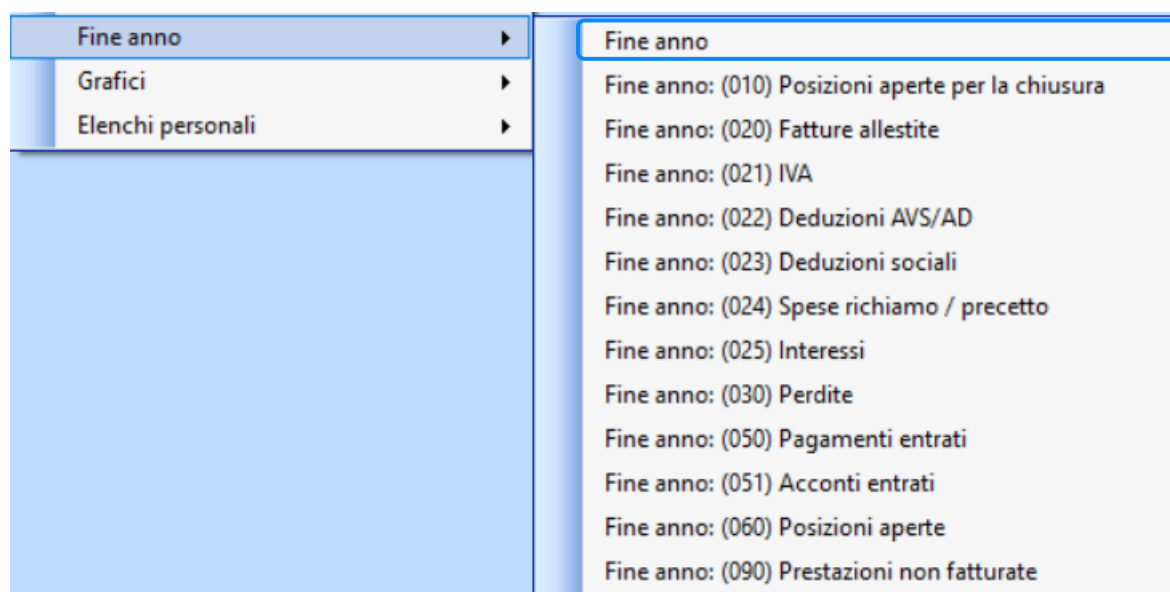 Fine anno
Grafici
Elenchi personali
Fine anno
Fine anno: (010) Posizioni aperte per la chiusura
Fine anno: (020) Fatture allestite
Fine anno: (021) IVA
Fine anno: (022) Deduzioni AVS/AD
Fine anno: (023) Deduzioni sociali
Fine anno: (024) Spese richiamo / precetto
Fine anno: (025) Interessi
Fine anno: (030) Perdite
Fine anno: (050) Pagamenti entrati
Fine anno: (051) Acconti entrati
Fine anno: (060) Posizioni aperte
Fine anno: (090) Prestazioni non fatturate